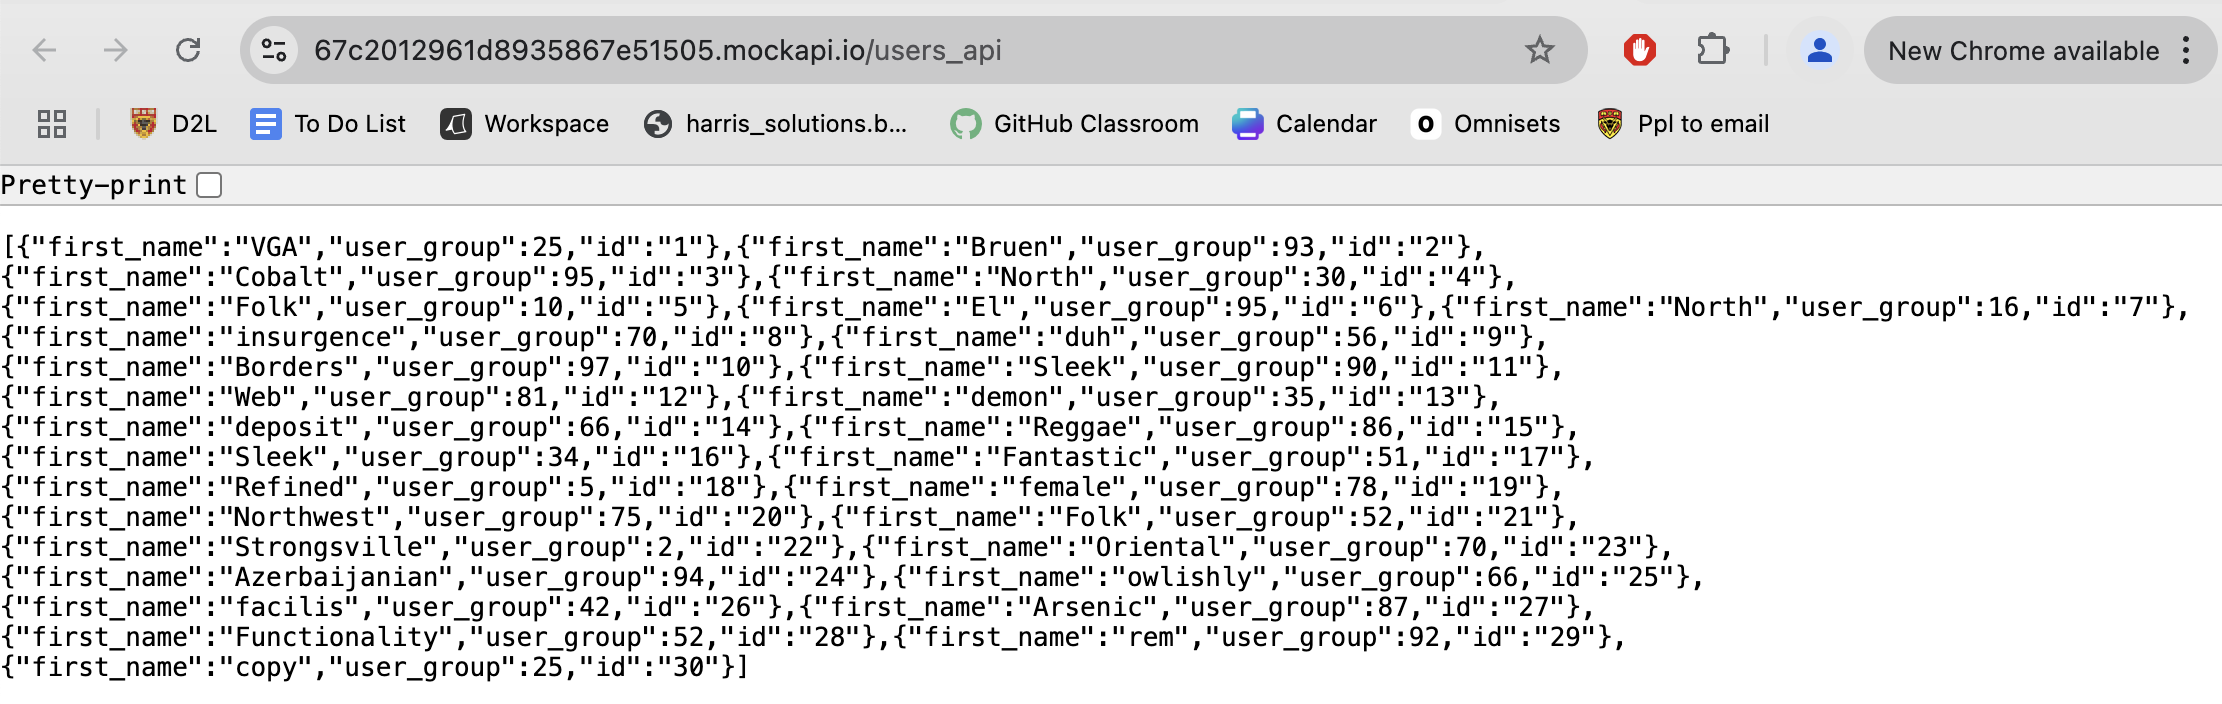 67c2012961d8935867e51505.mockapi.io/users_api
New Chrome available
D2L To Do List Workspace harris_solutions.b... GitHub Classroom Calendar Omnisets Ppl to email
Pretty-print
[{"first_name":"VGA","user_group":25,"id":"1"},{"first_name":"Bruen","user_group":93,"id":"2"},
{"first_name":"Cobalt","user_group":95,"id":"3"},{"first_name":"North","user_group":30,"id":"4"},
{"first_name":"Folk","user_group":10,"id":"5"},{"first_name":"El","user_group":95,"id":"6"},{"first_name":"North","user_group":16,"id":"7"},
{"first_name":"insurgence","user_group":70,"id":"8"},{"first_name":"duh","user_group":56,"id":"9"},
{"first_name":"Borders","user_group":97,"id":"10"},{"first_name":"Sleek","user_group":90,"id":"11"},
{"first_name":"Web","user_group":81,"id":"12"},{"first_name":"demon","user_group":35,"id":"13"},
{"first_name":"deposit","user_group":66,"id":"14"},{"first_name":"Reggae","user_group":86,"id":"15"},
{"first_name":"Sleek","user_group":34,"id":"16"},{"first_name":"Fantastic","user_group":51,"id":"17"},
{"first_name":"Refined","user_group":5,"id":"18"},{"first_name":"female","user_group":78,"id":"19"},
{"first_name":"Northwest","user_group":75,"id":"20"},{"first_name":"Folk","user_group":52,"id":"21"},
{"first_name":"Strongsville","user_group":2,"id":"22"},{"first_name":"Oriental","user_group":70,"id":"23"},
{"first_name":"Azerbaijanian","user_group":94,"id":"24"},{"first_name":"owlishly","user_group":66,"id":"25"},
{"first_name":"facilis","user_group":42,"id":"26"},{"first_name":"Arsenic","user_group":87,"id":"27"},
{"first_name":"Functionality","user_group":52,"id":"28"},{"first_name":"rem","user_group":92,"id":"29"},
{"first_name":"copy","user_group":25,"id":"30"}]